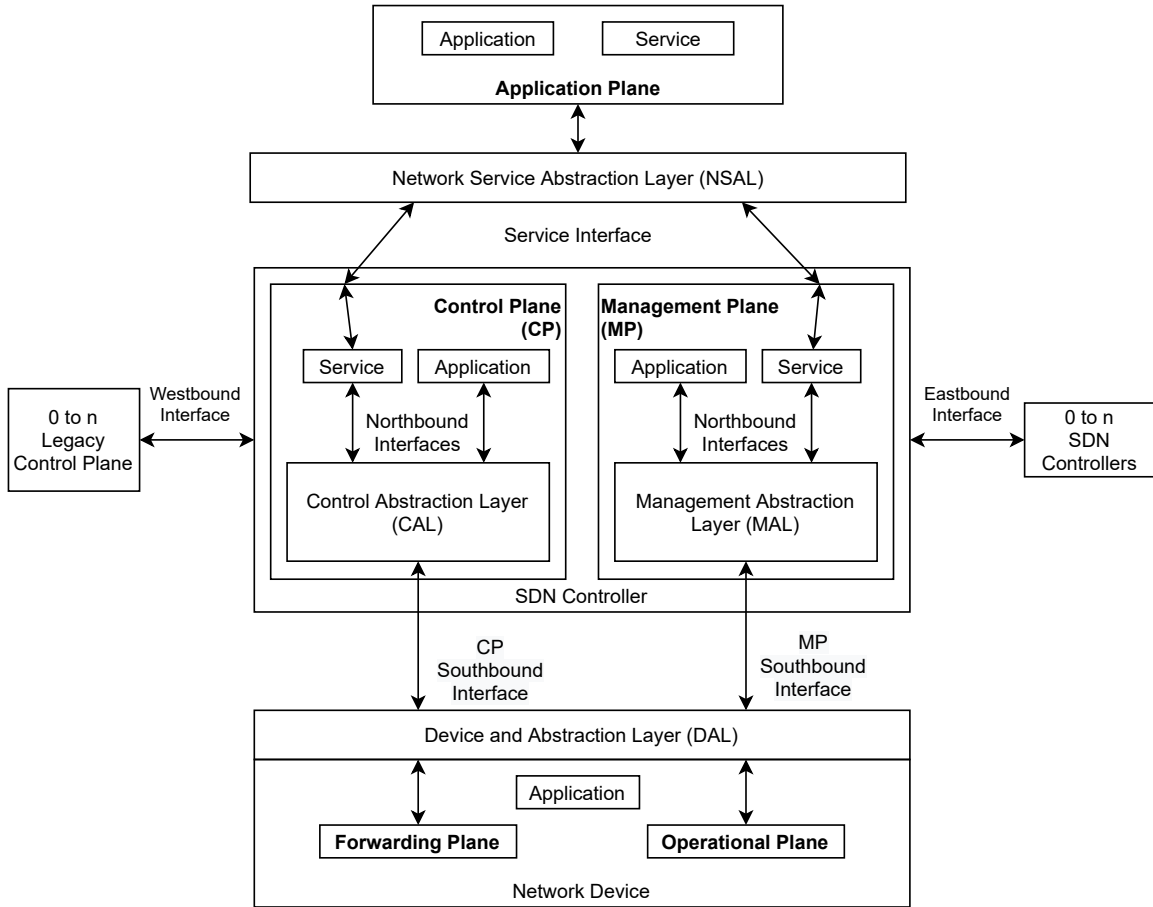 Application
Service
Application Plane
Network Service Abstraction Layer (NSAL)
Service Interface
Control Plane
(CP)
Management Plane
(MP)
Service
Application
Application
Service
Northbound
Interfaces
Northbound
Interfaces
Westbound
Interface
0 to n
Legacy
Control Plane
Eastbound
Interface
0 to n
SDN
Controllers
Control Abstraction Layer
(CAL)
Management Abstraction
Layer (MAL)
SDN Controller
CP
Southbound
Interface
MP
Southbound
Interface
Device and Abstraction Layer (DAL)
Application
Forwarding Plane
Operational Plane
Network Device